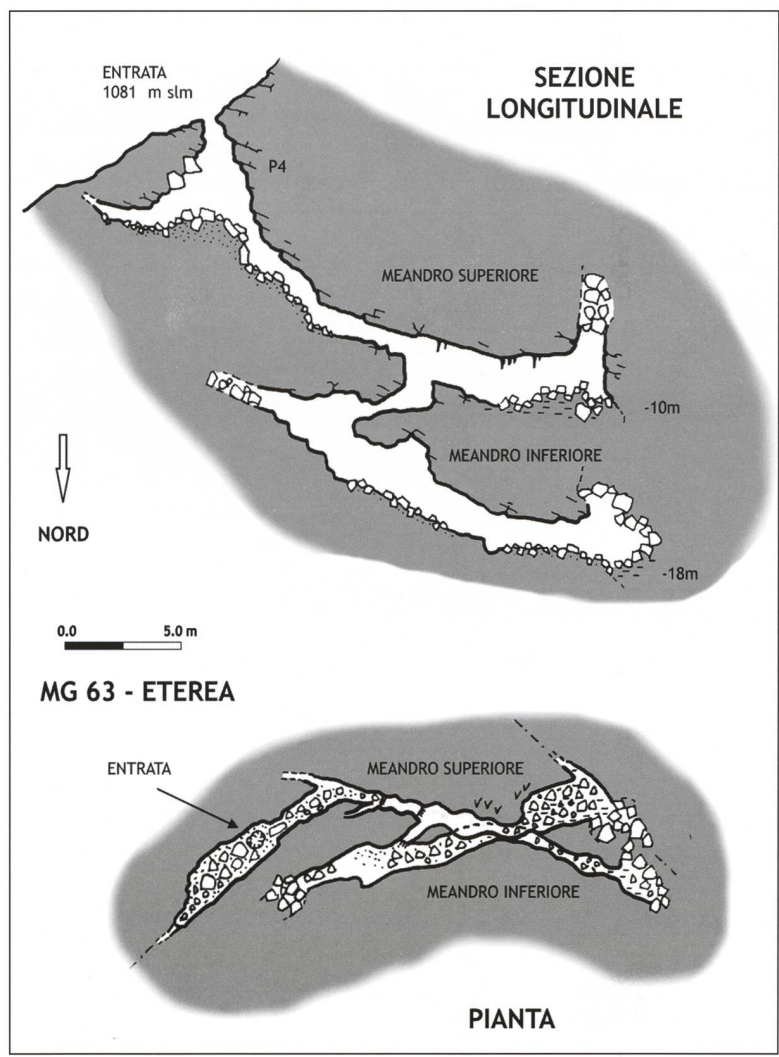 ENTRATA
1081 m slm
SEZIONE
LONGITUDINALE
P4
MEANDRO SUPERIORE
-10m
MEANDRO INFERIORE
NORD
-18m
0.0 5.0 m
MG 63 - ETEREA
ENTRATA
MEANDRO SUPERIORE
MEANDRO INFERIORE
PIANTA